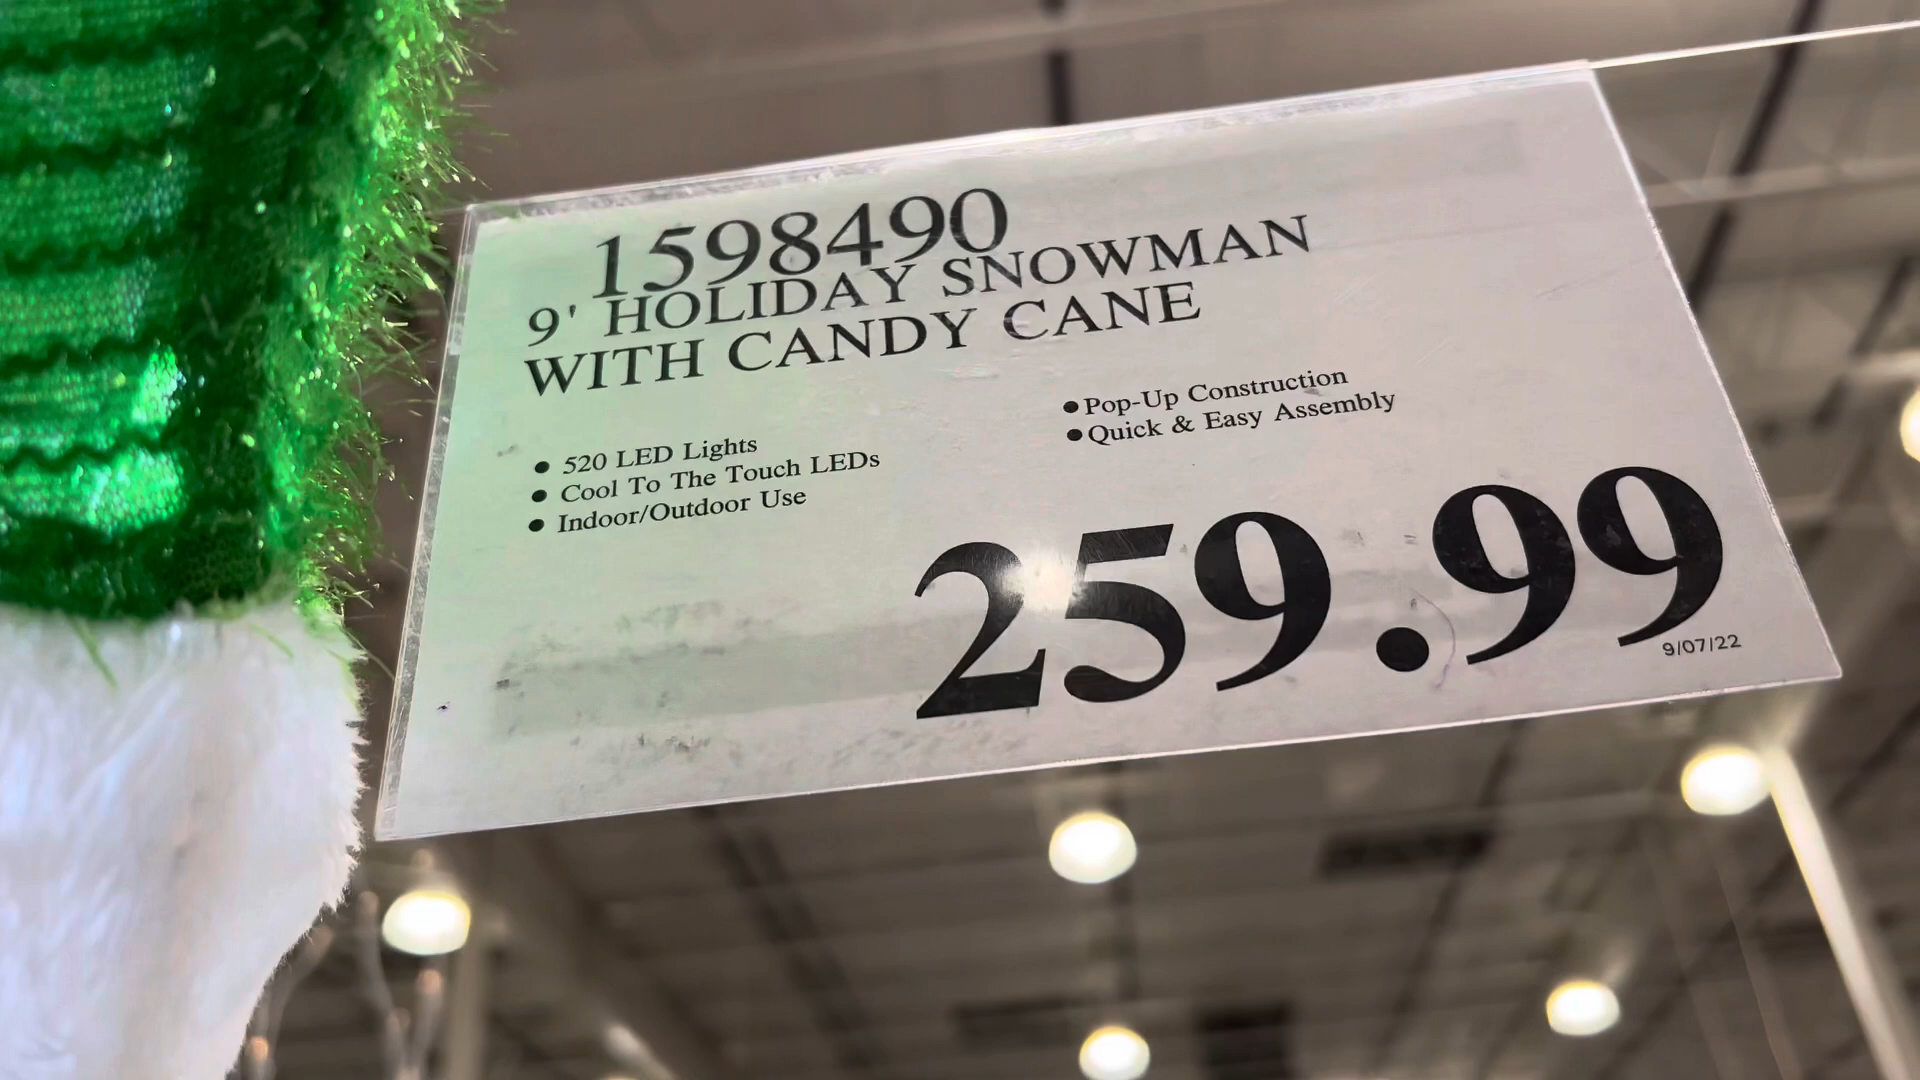 1598490
9' HOLIDAY SNOWMAN
WITH CANDY CANE
● 520 LED Lights
● Cool To The Touch LEDs
● Indoor/Outdoor Use
● Pop-Up Construction
● Quick & Easy Assembly
259.99
9/07/22